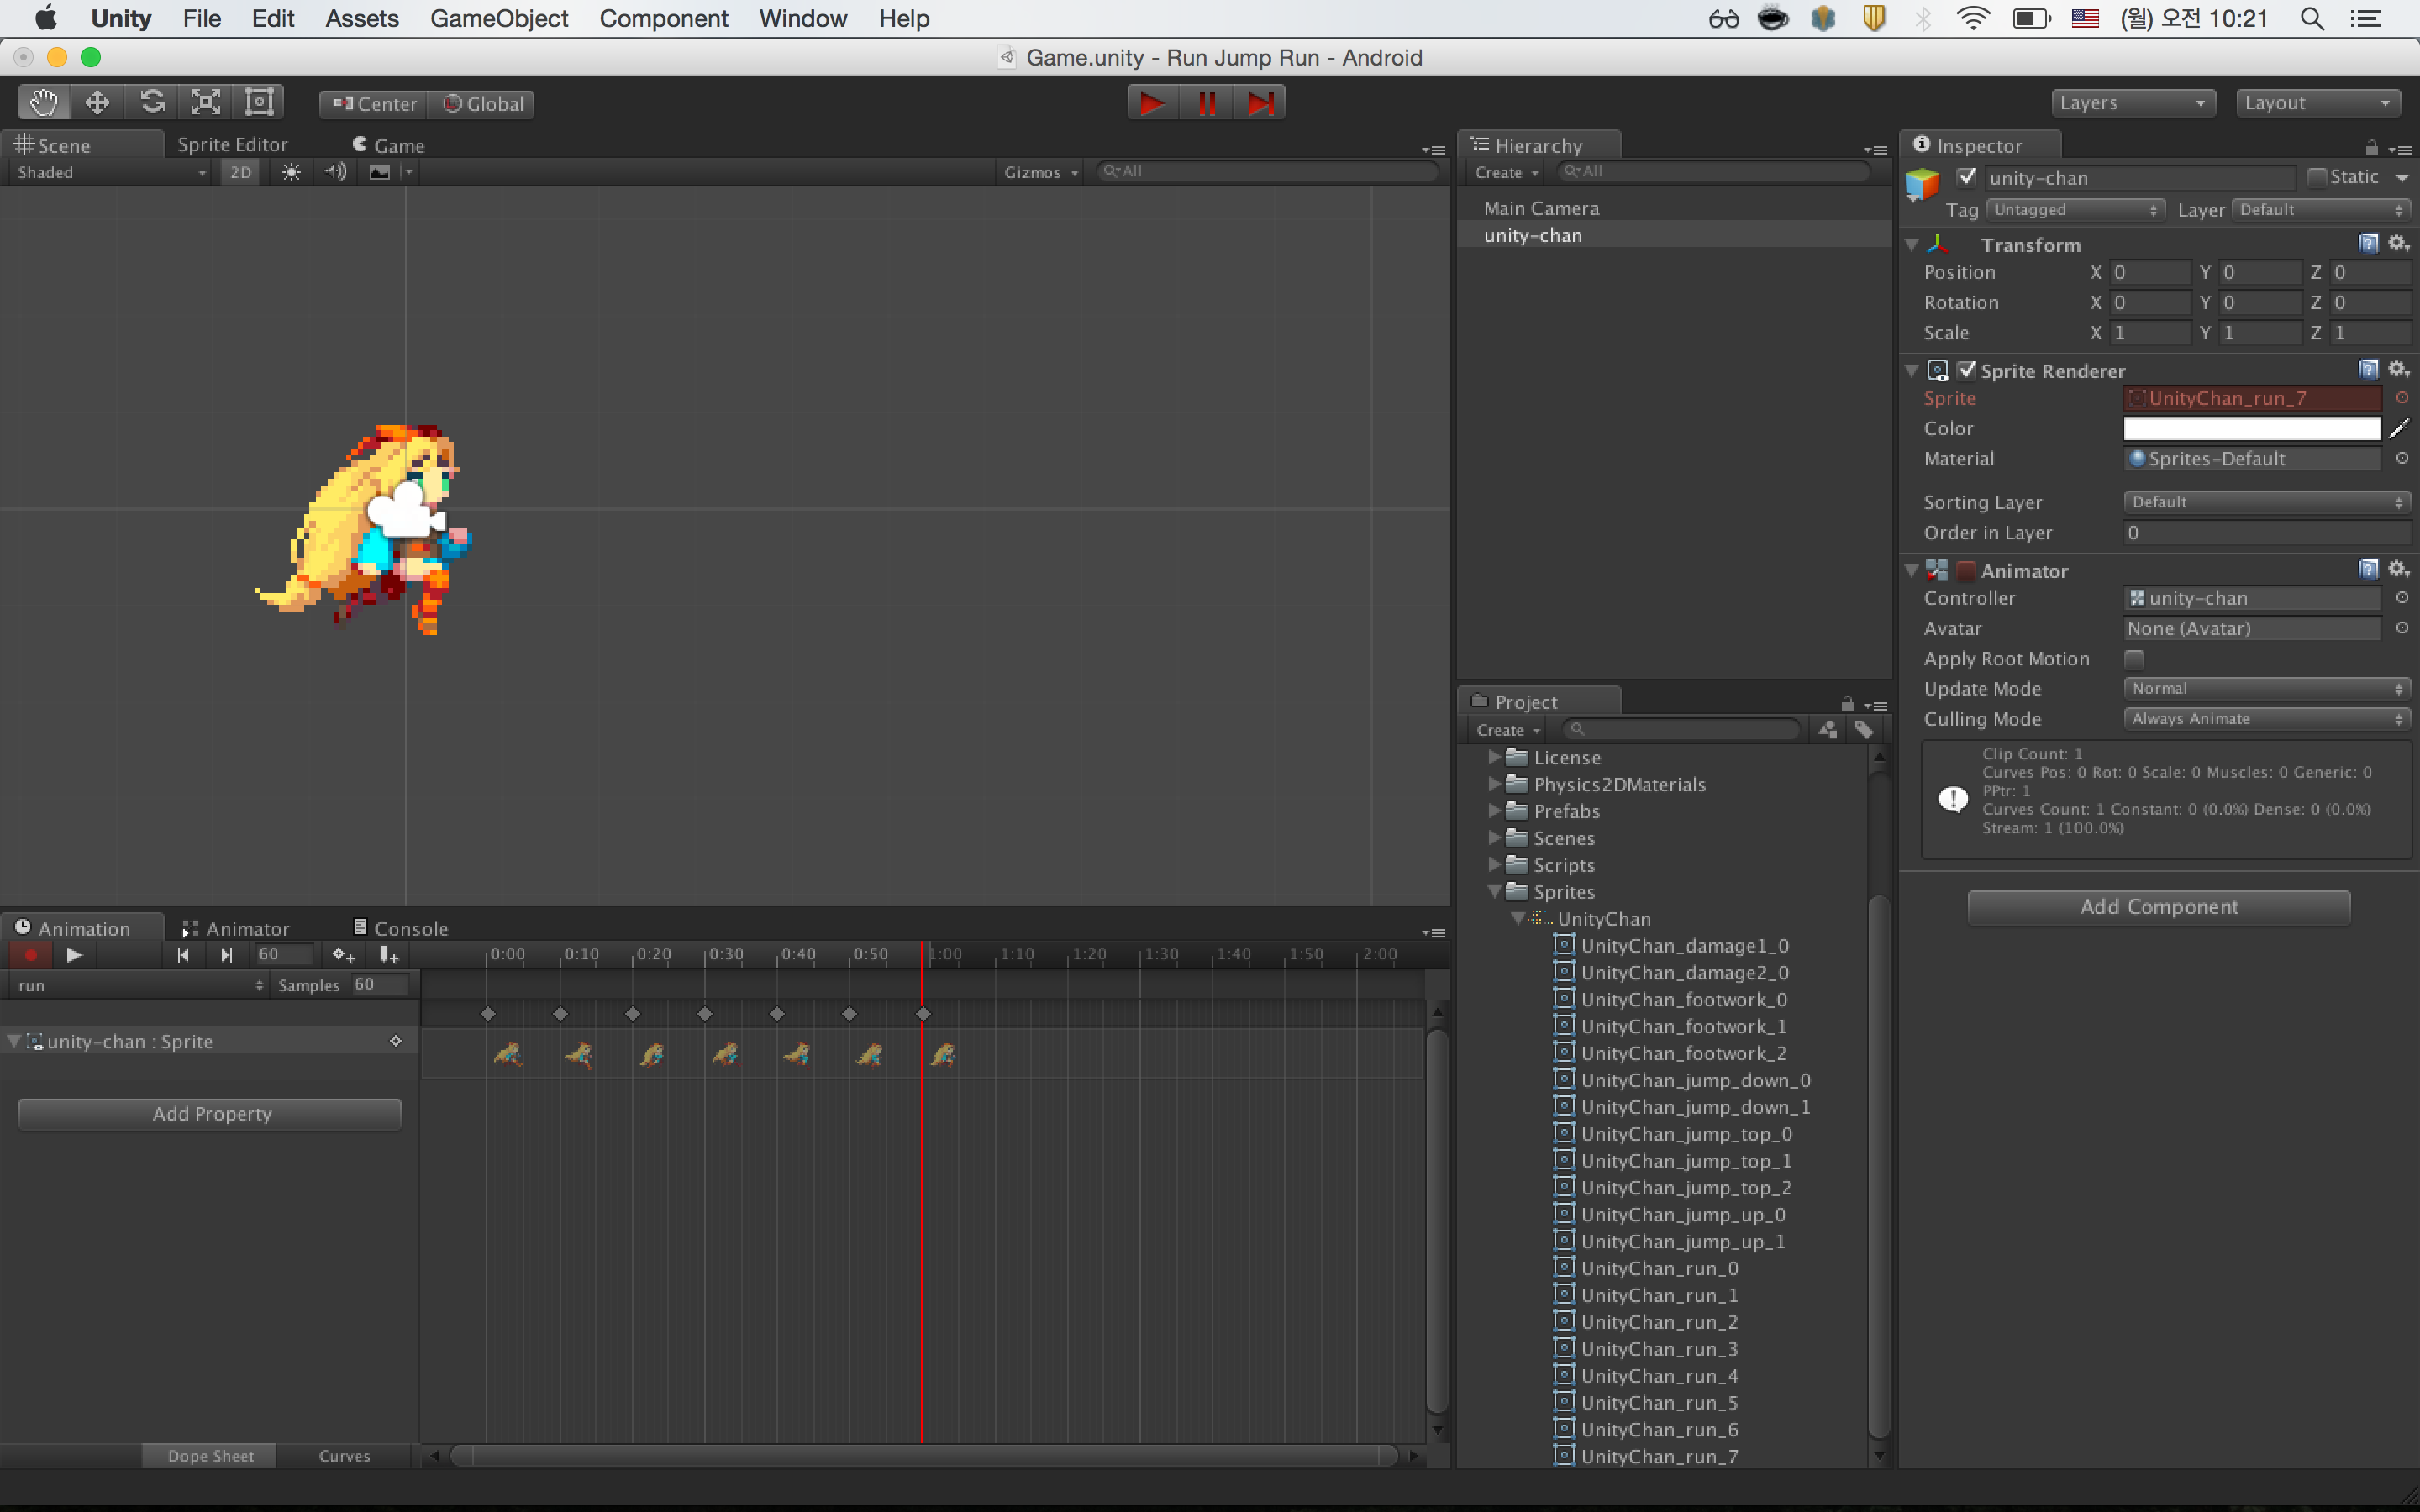 Unity File Edit Assets GameObject Component Window Help (월) 오전 10:21
Game.unity - Run Jump Run - Android
Center Global Layers Layout
Scene Sprite Editor Game
Shaded 2D Gizmos All
Hierarchy
Create All
Main Camera
unity-chan
Inspector
unity-chan Static
Tag Untagged Layer Default
Transform
Position X 0 Y 0 Z 0
Rotation X 0 Y 0 Z 0
Scale X 1 Y 1 Z 1
Sprite Renderer
Sprite UnityChan_run_7
Color
Material Sprites-Default
Sorting Layer Default
Order in Layer 0
Animator
Controller unity-chan
Avatar None (Avatar)
Apply Root Motion
Update Mode Normal
Culling Mode Always Animate
Clip Count: 1
Curves Pos: 0 Rot: 0 Scale: 0 Muscles: 0 Generic: 0
PPtr: 1
Curves Count: 1 Constant: 0 (0.0%) Dense: 0 (0.0%)
Stream: 1 (100.0%)
Add Component
Project
Create
License
Physics2DMaterials
Prefabs
Scenes
Scripts
Sprites
UnityChan
UnityChan_damage1_0
UnityChan_damage2_0
UnityChan_footwork_0
UnityChan_footwork_1
UnityChan_footwork_2
UnityChan_jump_down_0
UnityChan_jump_down_1
UnityChan_jump_top_0
UnityChan_jump_top_1
UnityChan_jump_top_2
UnityChan_jump_up_0
UnityChan_jump_up_1
UnityChan_run_0
UnityChan_run_1
UnityChan_run_2
UnityChan_run_3
UnityChan_run_4
UnityChan_run_5
UnityChan_run_6
UnityChan_run_7
Animation Animator Console
60 0:00 0:10 0:20 0:30 0:40 0:50 1:00 1:10 1:20 1:30 1:40 1:50 2:00
run Samples 60
unity-chan : Sprite
Add Property
Dope Sheet Curves